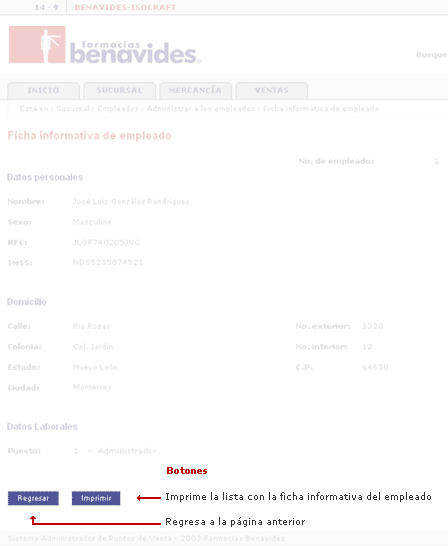 14 - 9 BENAVIDES-ISOCRAFT
farmacias
benavides®
Busque
INICIO SUCURSAL MERCANCÍA VENTAS
Está en : Sucursal : Empleados : Administrar a los empleados : Ficha informativa de empleado
Ficha informativa de empleado
No. de empleado: 1
Datos personales
Nombre: José Luis González Rondríguez
Sexo: Masculino
RFC: JLGR740205JVC
IMSS: NDSS235874521
Domicilio
Calle: Río Rosas No. exterior: 1320
Colonia: Col. Jardín No. interior: 12
Estado: Nuevo León C.P. 64630
Ciudad: Monterrey
Datos Laborales
Puesto: 1 - Administrador
Botones
Regresar Imprimir Imprime la lista con la ficha informativa del empleado
Regresa a la página anterior
Sistema Administrador de Puntos de Venta - 2003 Farmacias Benavides